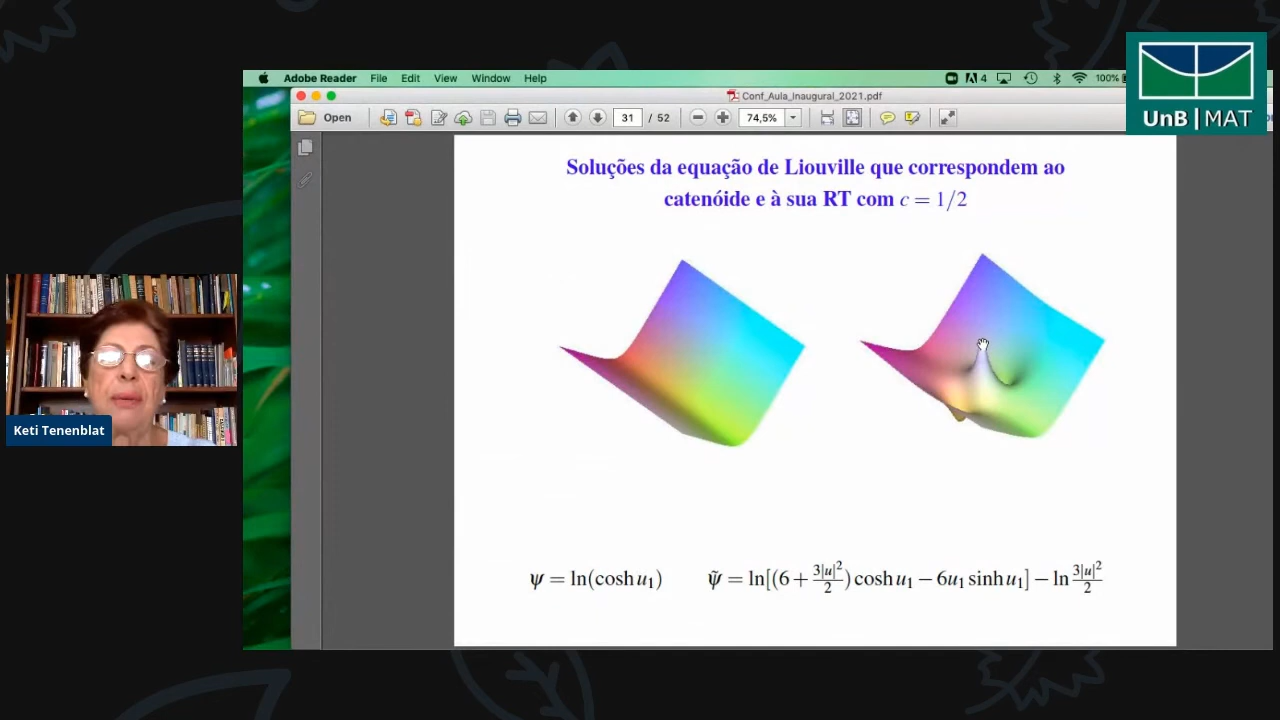 UnB | MAT
Adobe Reader File Edit View Window Help 4 100%
Conf_Aula_Inaugural_2021.pdf
Open 31 / 52 74,5%
Soluções da equação de Liouville que correspondem ao
catenóide e à sua RT com c = 1/2
Keti Tenenblat
ψ = ln(cosh u₁) ψ̃ = ln[(6 + 3|u|²/2) cosh u₁ − 6u₁ sinh u₁] − ln 3|u|²/2